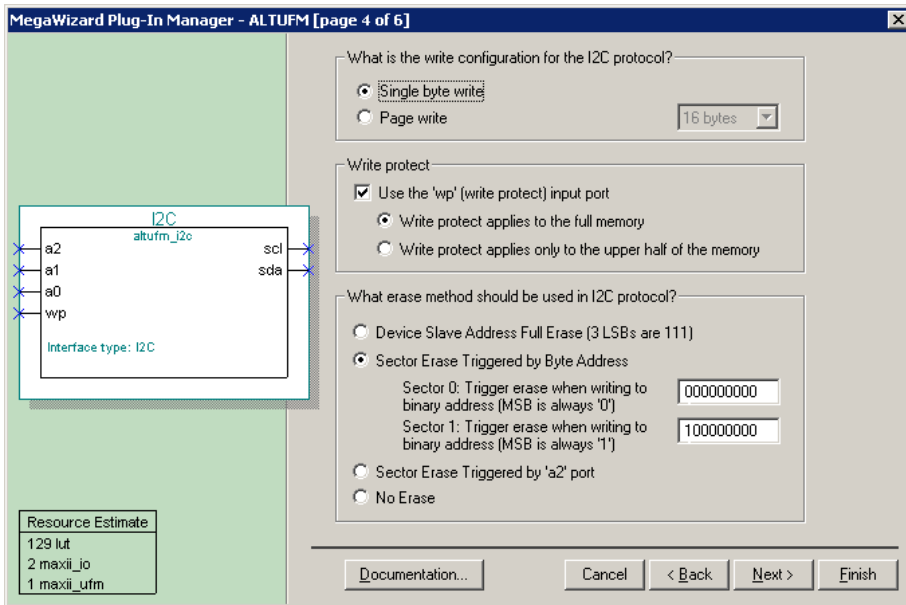 MegaWizard Plug-In Manager - ALTUFM [page 4 of 6]
What is the write configuration for the I2C protocol?
Single byte write
Page write
16 bytes
Write protect
Use the 'wp' (write protect) input port
Write protect applies to the full memory
Write protect applies only to the upper half of the memory
I2C
altufm_i2c
a2
scl
a1
sda
a0
wp
Interface type: I2C
What erase method should be used in I2C protocol?
Device Slave Address Full Erase (3 LSBs are 111)
Sector Erase Triggered by Byte Address
Sector 0: Trigger erase when writing to
binary address (MSB is always '0')
000000000
Sector 1: Trigger erase when writing to
binary address (MSB is always '1')
100000000
Sector Erase Triggered by 'a2' port
No Erase
Resource Estimate
129 lut
2 maxii_io
1 maxii_ufm
Documentation...
Cancel
< Back
Next >
Finish